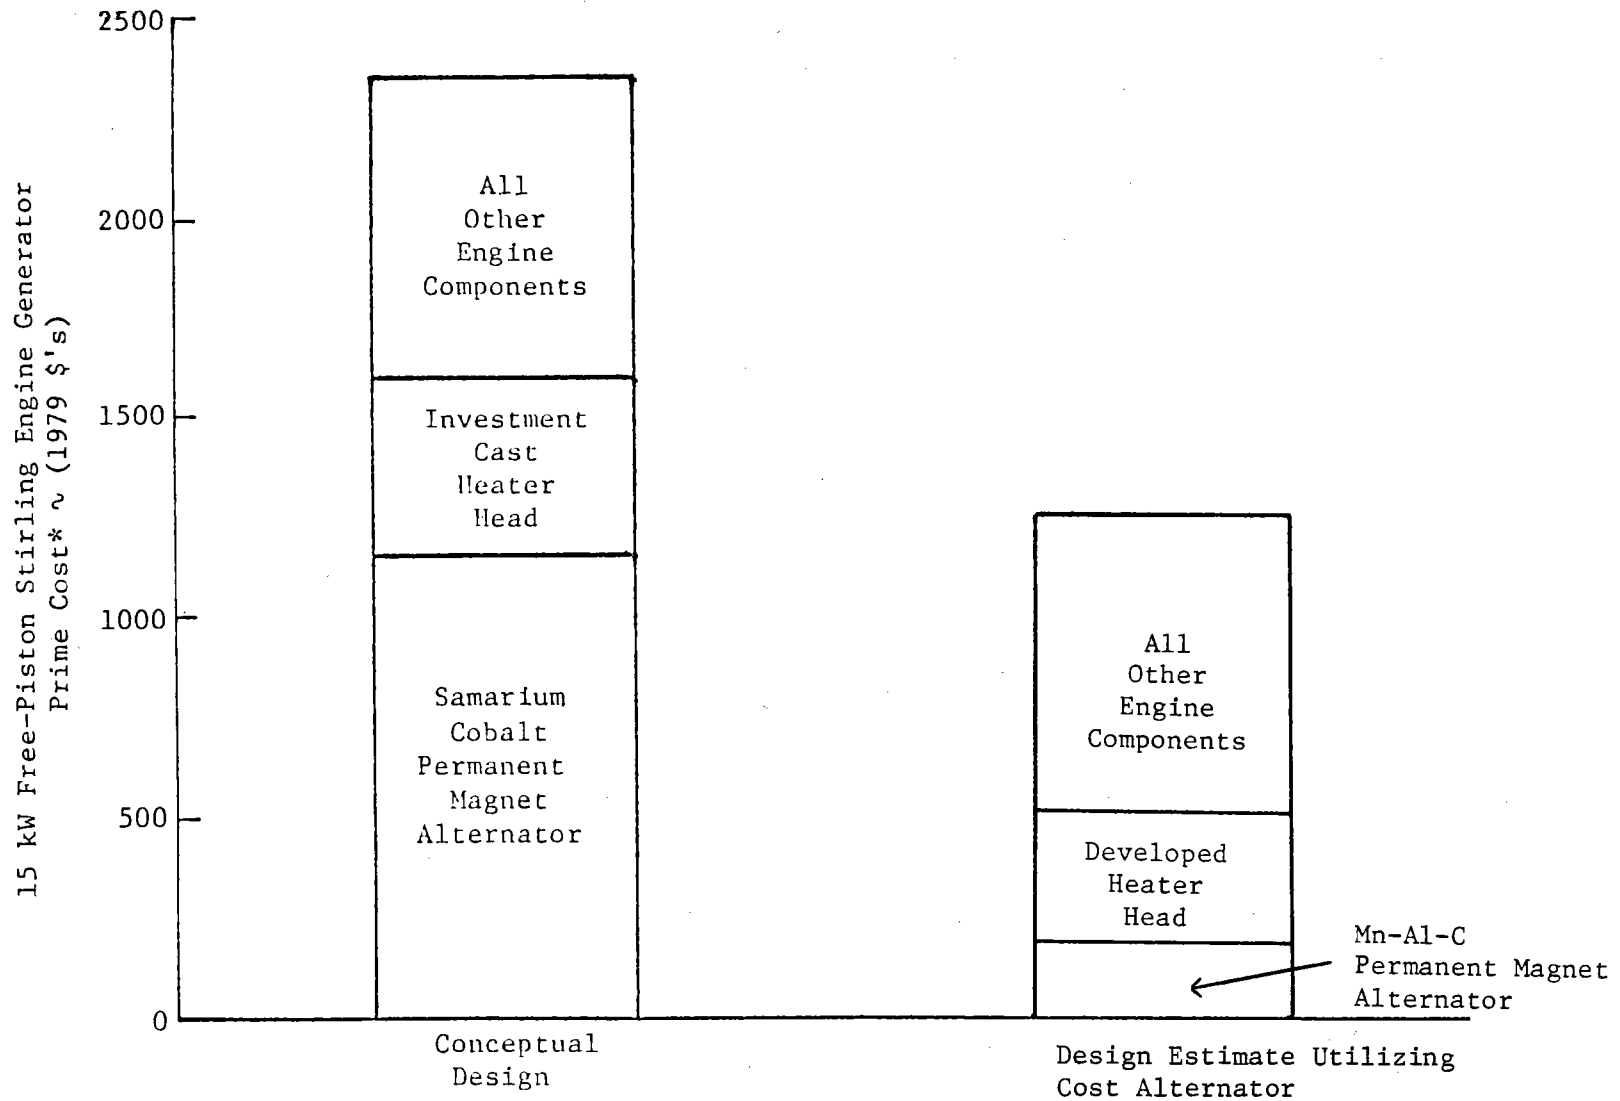 15 kW Free-Piston Stirling Engine Generator
Prime Cost* ~ (1979 $'s)
2500
2000
1500
1000
500
0
All
Other
Engine
Components
Investment
Cast
Heater
Head
Samarium
Cobalt
Permanent
Magnet
Alternator
Conceptual
Design
All
Other
Engine
Components
Developed
Heater
Head
Mn-Al-C
Permanent Magnet
Alternator
Design Estimate Utilizing
Cost Alternator